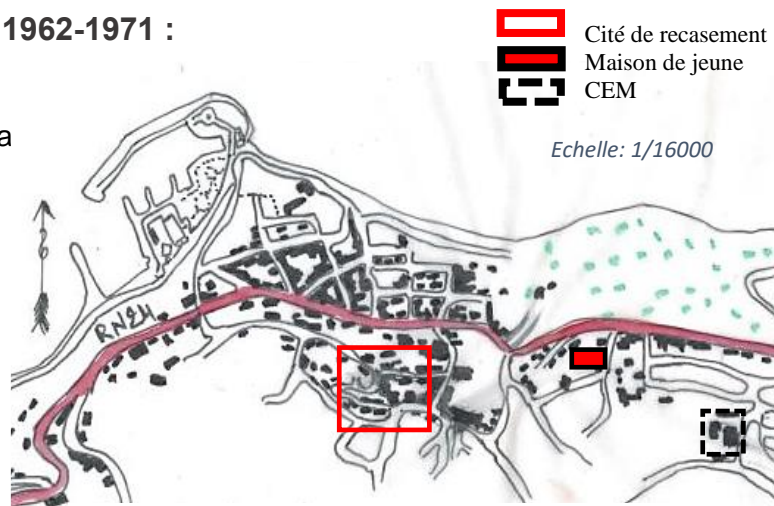 1962-1971 :
Cité de recasement
Maison de jeune
CEM
a
Echelle: 1/16000
RN24